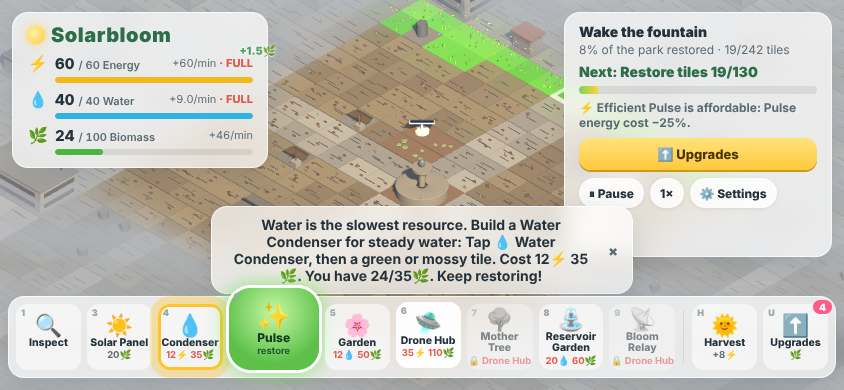 Solarbloom
+1.5🌿
⚡ 60 / 60 Energy +60/min · FULL
💧 40 / 40 Water +9.0/min · FULL
🌿 24 / 100 Biomass +46/min
Wake the fountain
8% of the park restored · 19/242 tiles
Next: Restore tiles 19/130
⚡ Efficient Pulse is affordable: Pulse
energy cost −25%.
⬆️ Upgrades
⏸ Pause 1× ⚙️ Settings
Water is the slowest resource. Build a Water
Condenser for steady water: Tap 💧 Water
Condenser, then a green or mossy tile. Cost 12⚡ 35
🌿. You have 24/35🌿. Keep restoring!
×
1 Inspect
3 Solar Panel 20🌿
4 Condenser 12⚡ 35🌿
Pulse restore
5 Garden 12💧 50🌿
6 Drone Hub 35⚡ 110🌿
7 Mother Tree 🔒 Drone Hub
8 Reservoir Garden 20💧 60🌿
9 Bloom Relay 🔒 Drone Hub
H Harvest +8⚡
U Upgrades 🌿 4